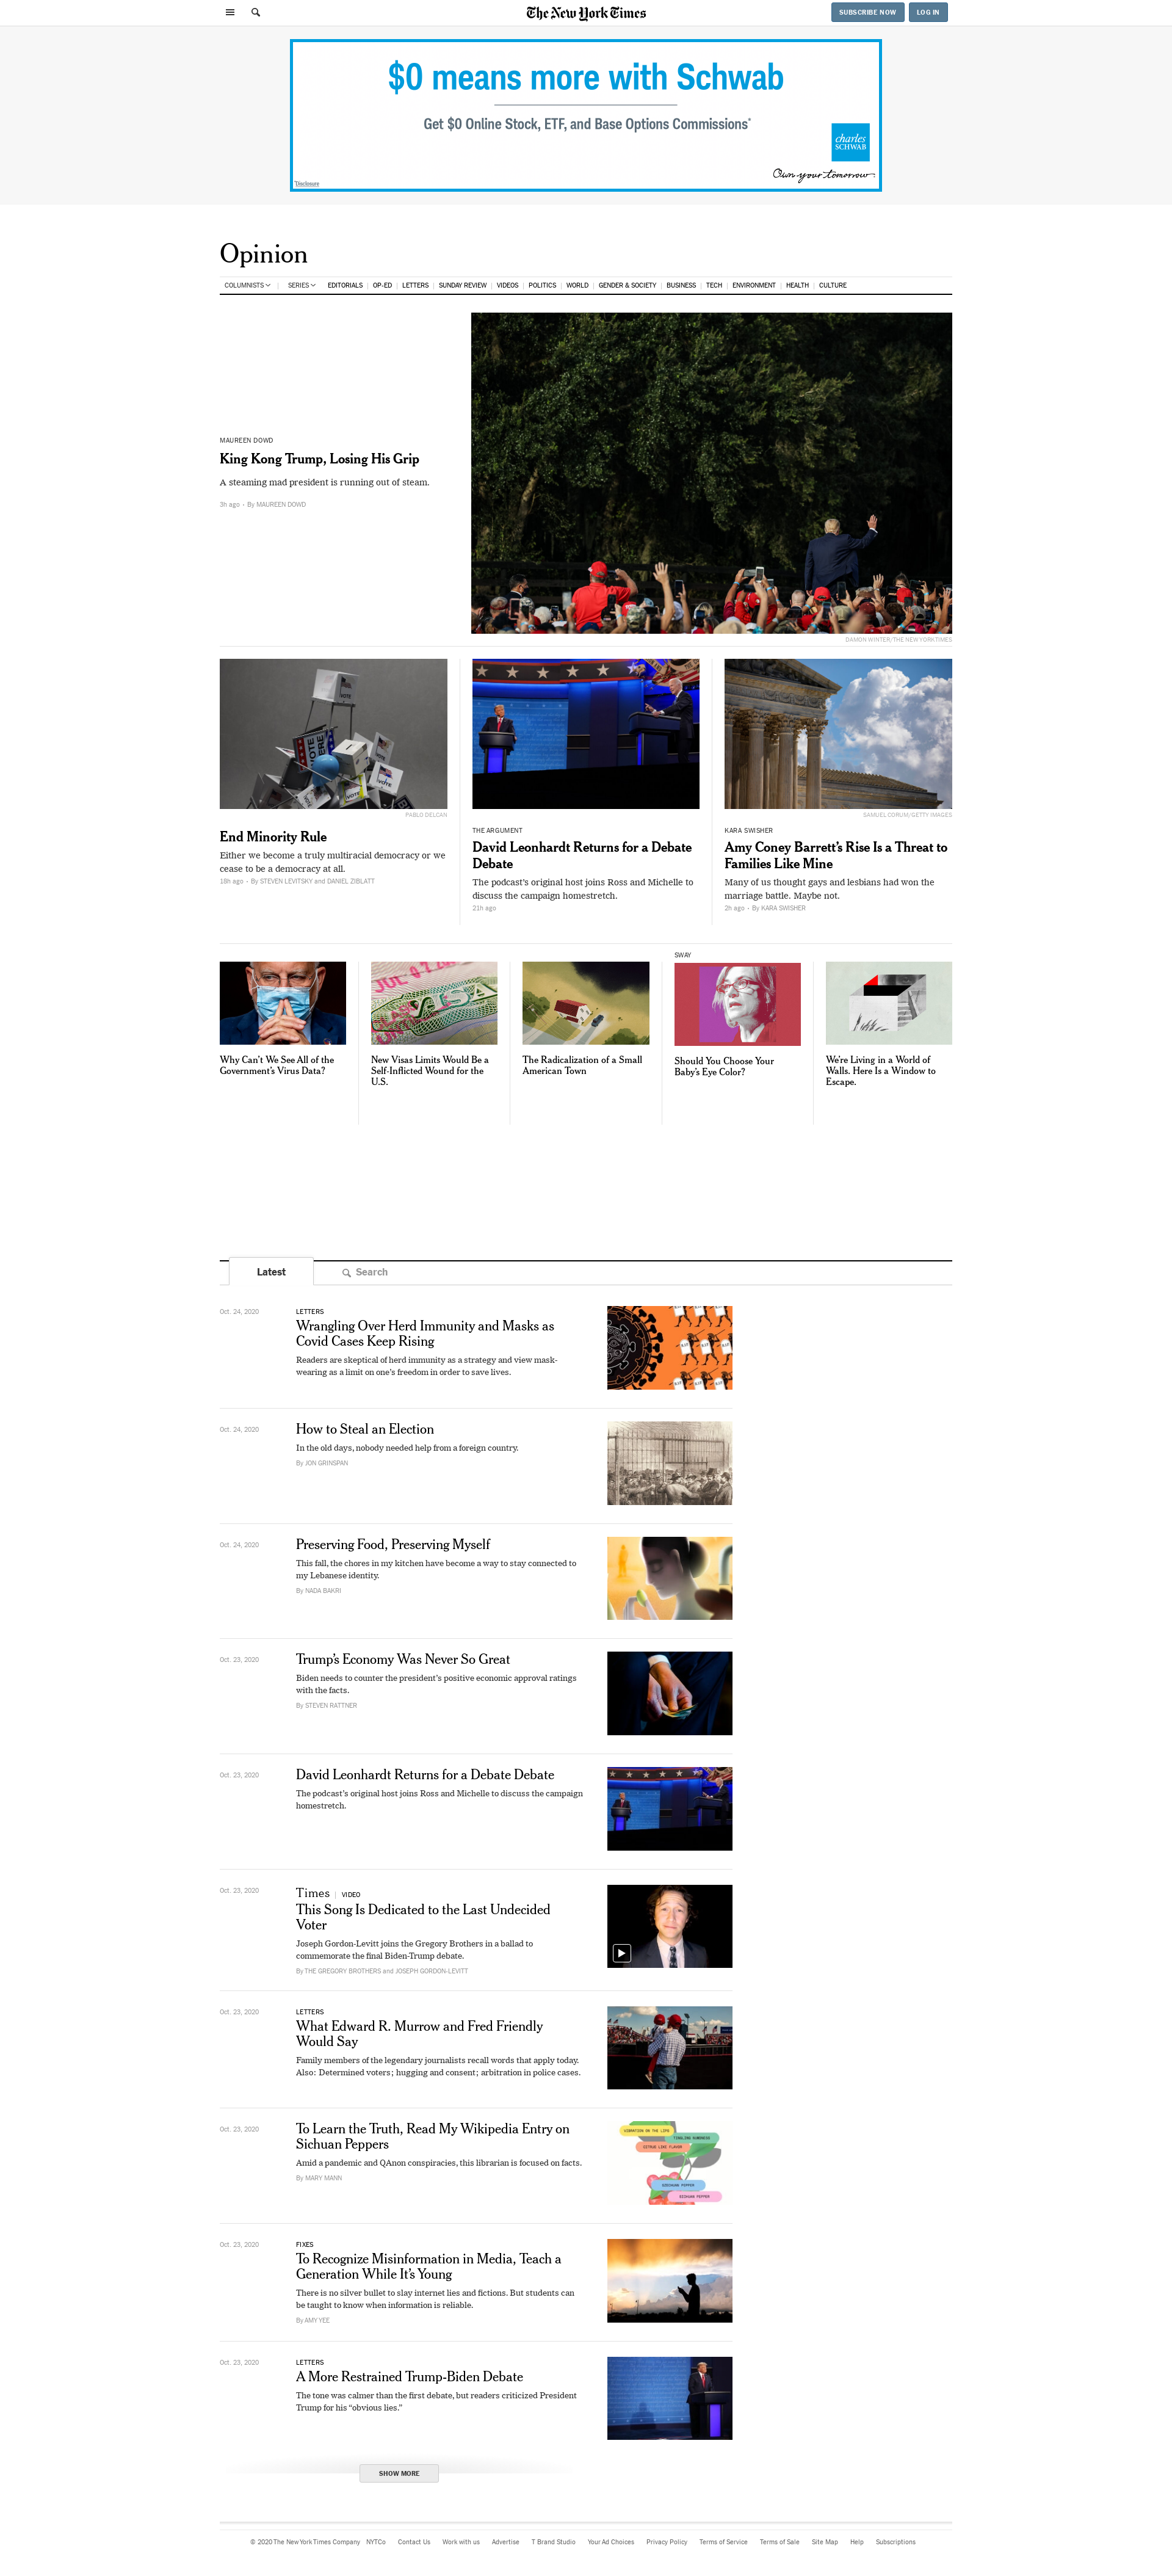 The New York Times
SUBSCRIBE NOW
LOG IN
$0 means more with Schwab
Get $0 Online Stock, ETF, and Base Options Commissions*
charles
SCHWAB
Own your tomorrow
Disclosure
Opinion
COLUMNISTS SERIES EDITORIALS OP-ED LETTERS SUNDAY REVIEW VIDEOS POLITICS WORLD GENDER & SOCIETY BUSINESS TECH ENVIRONMENT HEALTH CULTURE
MAUREEN DOWD
King Kong Trump, Losing His Grip
A steaming mad president is running out of steam.
3h ago • By MAUREEN DOWD
DAMON WINTER/THE NEW YORK TIMES
VOTE
VOTE
VOTE
PABLO DELCAN
End Minority Rule
Either we become a truly multiracial democracy or we
cease to be a democracy at all.
18h ago • By STEVEN LEVITSKY and DANIEL ZIBLATT
THE ARGUMENT
David Leonhardt Returns for a Debate
Debate
The podcast's original host joins Ross and Michelle to
discuss the campaign homestretch.
21h ago
SAMUEL CORUM/GETTY IMAGES
KARA SWISHER
Amy Coney Barrett’s Rise Is a Threat to
Families Like Mine
Many of us thought gays and lesbians had won the
marriage battle. Maybe not.
2h ago • By KARA SWISHER
Why Can’t We See All of the
Government’s Virus Data?
VISA
New Visas Limits Would Be a
Self-Inflicted Wound for the
U.S.
The Radicalization of a Small
American Town
SWAY
Should You Choose Your
Baby’s Eye Color?
We’re Living in a World of
Walls. Here Is a Window to
Escape.
Latest
Search
Oct. 24, 2020
LETTERS
Wrangling Over Herd Immunity and Masks as
Covid Cases Keep Rising
Readers are skeptical of herd immunity as a strategy and view mask-
wearing as a limit on one’s freedom in order to save lives.
Oct. 24, 2020
How to Steal an Election
In the old days, nobody needed help from a foreign country.
By JON GRINSPAN
Oct. 24, 2020
Preserving Food, Preserving Myself
This fall, the chores in my kitchen have become a way to stay connected to
my Lebanese identity.
By NADA BAKRI
Oct. 23, 2020
Trump’s Economy Was Never So Great
Biden needs to counter the president’s positive economic approval ratings
with the facts.
By STEVEN RATTNER
Oct. 23, 2020
David Leonhardt Returns for a Debate Debate
The podcast’s original host joins Ross and Michelle to discuss the campaign
homestretch.
Oct. 23, 2020
Times | VIDEO
This Song Is Dedicated to the Last Undecided
Voter
Joseph Gordon-Levitt joins the Gregory Brothers in a ballad to
commemorate the final Biden-Trump debate.
By THE GREGORY BROTHERS and JOSEPH GORDON-LEVITT
Oct. 23, 2020
LETTERS
What Edward R. Murrow and Fred Friendly
Would Say
Family members of the legendary journalists recall words that apply today.
Also: Determined voters; hugging and consent; arbitration in police cases.
Oct. 23, 2020
To Learn the Truth, Read My Wikipedia Entry on
Sichuan Peppers
Amid a pandemic and QAnon conspiracies, this librarian is focused on facts.
By MARY MANN
VIBRATION ON THE LIPS
TINGLING NUMBNESS
CITRUS LIKE FLAVOR
SICHUAN PEPPER
Oct. 23, 2020
FIXES
To Recognize Misinformation in Media, Teach a
Generation While It’s Young
There is no silver bullet to slay internet lies and fictions. But students can
be taught to know when information is reliable.
By AMY YEE
Oct. 23, 2020
LETTERS
A More Restrained Trump-Biden Debate
The tone was calmer than the first debate, but readers criticized President
Trump for his “obvious lies.”
SHOW MORE
© 2020 The New York Times Company NYTCo Contact Us Work with us Advertise T Brand Studio Your Ad Choices Privacy Policy Terms of Service Terms of Sale Site Map Help Subscriptions